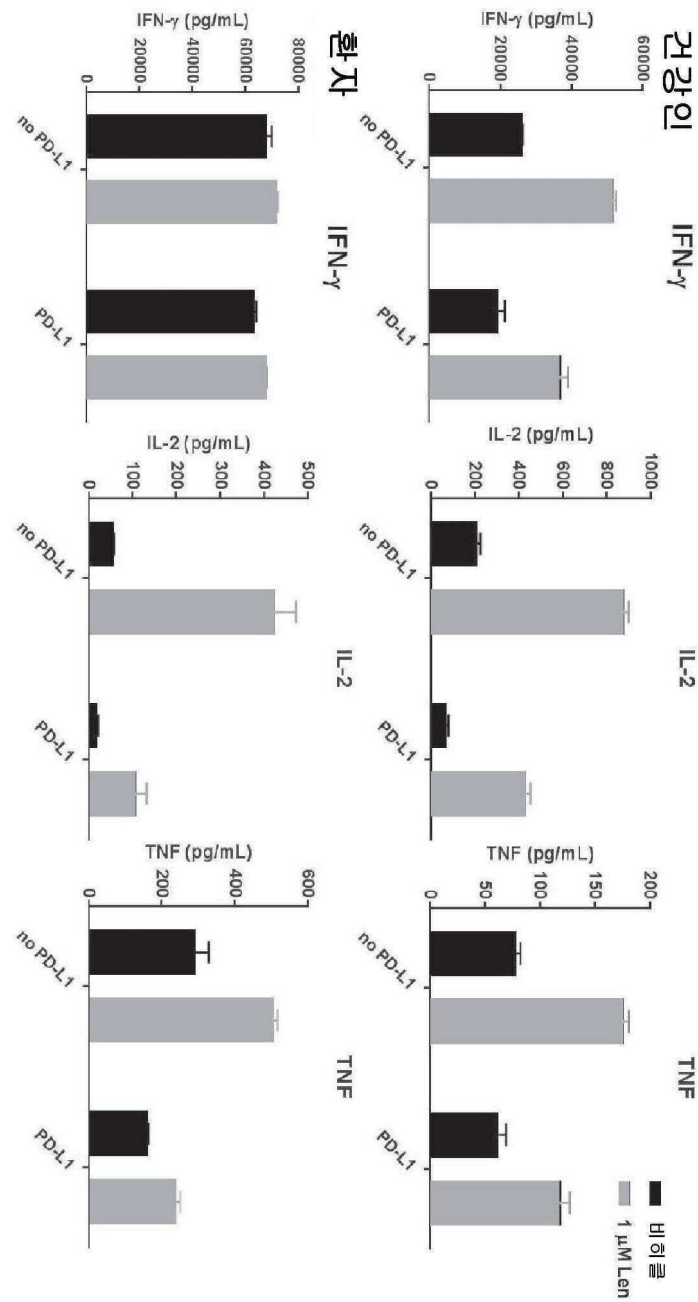 건강인
IFN-γ
IFN-γ (pg/mL)
60000
40000
20000
0
no PD-L1
PD-L1
IL-2
IL-2 (pg/mL)
1000
800
600
400
200
0
no PD-L1
PD-L1
TNF
TNF (pg/mL)
200
150
100
50
0
no PD-L1
PD-L1
비히클
1 μM Len
환자
IFN-γ
IFN-γ (pg/mL)
80000
60000
40000
20000
0
no PD-L1
PD-L1
IL-2
IL-2 (pg/mL)
500
400
300
200
100
0
no PD-L1
PD-L1
TNF
TNF (pg/mL)
600
400
200
0
no PD-L1
PD-L1